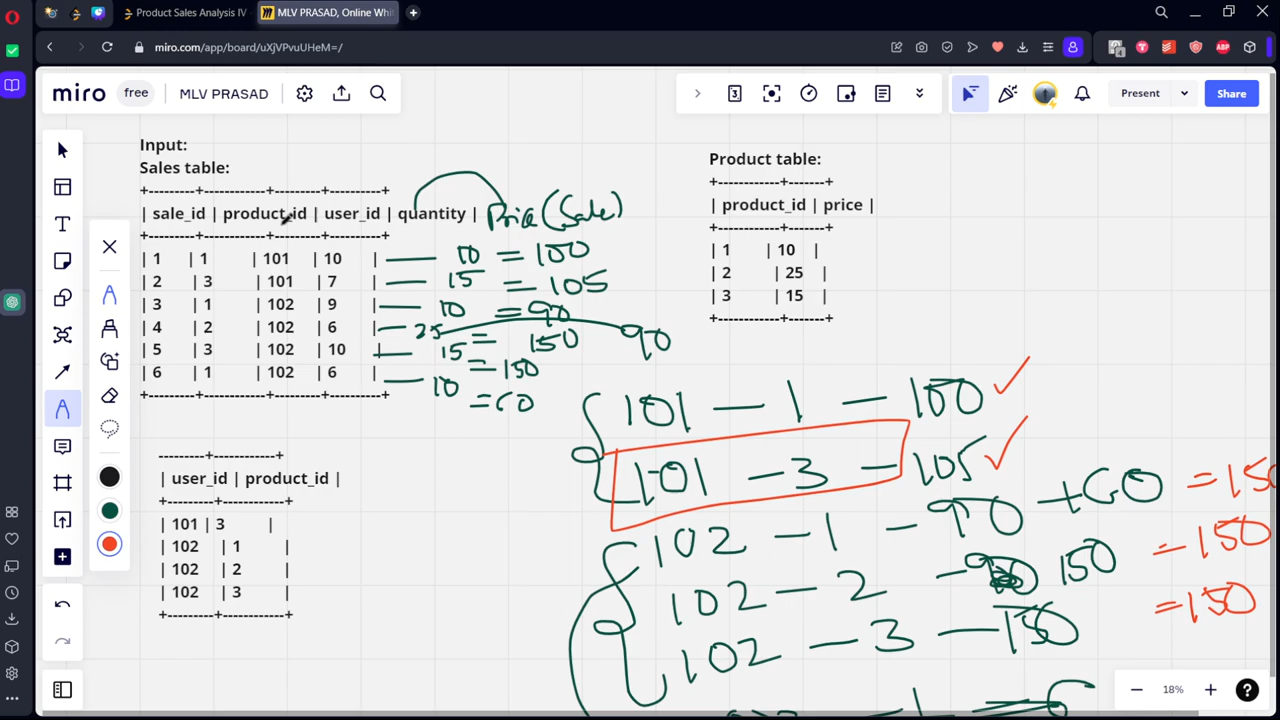 Product Sales Analysis IV
MLV PRASAD, Online Whi
miro.com/app/board/uXjVPvuUHeM=/
miro free MLV PRASAD
Present Share
Input:
Sales table:
+---------+------------+---------+----------+
| sale_id | product_id | user_id | quantity | Price(Sale)
+---------+------------+---------+----------+
| 1 | 1 | 101 | 10 | — 10 = 100
| 2 | 3 | 101 | 7 | — 15 = 105
| 3 | 1 | 102 | 9 | — 10 = 90
| 4 | 2 | 102 | 6 | — 25 = 150 90
| 5 | 3 | 102 | 10 | — 15 = 150
| 6 | 1 | 102 | 6 | — 10 = 60
+---------+------------+---------+----------+
Product table:
+------------+-------+
| product_id | price |
+------------+-------+
| 1 | 10 |
| 2 | 25 |
| 3 | 15 |
+------------+-------+
--------+------------+
| user_id | product_id |
+---------+------------+
| 101 | 3 |
| 102 | 1 |
| 102 | 2 |
| 102 | 3 |
+---------+------------+
101 — 1 — 100
101 — 3 — 105
102 — 1 — 90 + 60 = 150
102 — 2 — 150 = 150
102 — 3 — 150 = 150
18%